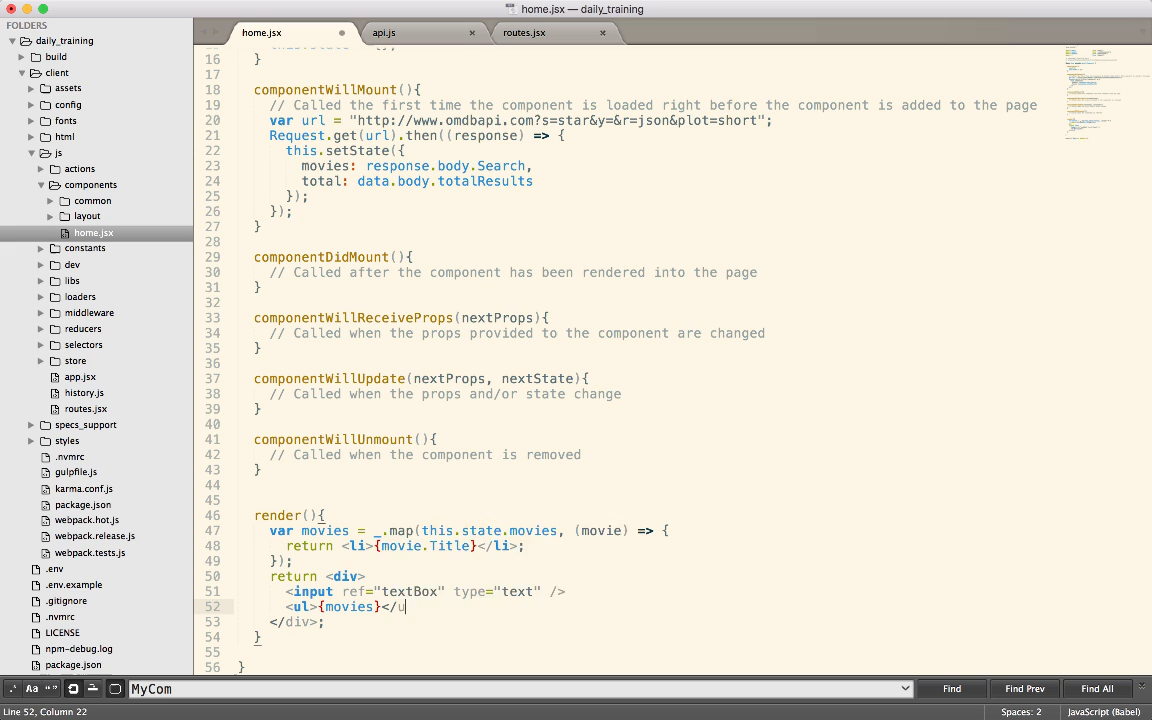 home.jsx — daily_training
FOLDERS
daily_training
build
client
assets
config
fonts
html
js
actions
components
common
layout
home.jsx
constants
dev
libs
loaders
middleware
reducers
selectors
store
app.jsx
history.js
routes.jsx
specs_support
styles
.nvmrc
gulpfile.js
karma.conf.js
package.json
webpack.hot.js
webpack.release.js
webpack.tests.js
.env
.env.example
.gitignore
.nvmrc
LICENSE
npm-debug.log
package.json
home.jsx
api.js
routes.jsx
16 }
17
18 componentWillMount(){
19 // Called the first time the component is loaded right before the component is added to the page
20 var url = "http://www.omdbapi.com?s=star&y=&r=json&plot=short";
21 Request.get(url).then((response) => {
22 this.setState({
23 movies: response.body.Search,
24 total: data.body.totalResults
25 });
26 });
27 }
28
29 componentDidMount(){
30 // Called after the component has been rendered into the page
31 }
32
33 componentWillReceiveProps(nextProps){
34 // Called when the props provided to the component are changed
35 }
36
37 componentWillUpdate(nextProps, nextState){
38 // Called when the props and/or state change
39 }
40
41 componentWillUnmount(){
42 // Called when the component is removed
43 }
44
45
46 render(){
47 var movies = _.map(this.state.movies, (movie) => {
48 return <li>{movie.Title}</li>;
49 });
50 return <div>
51 <input ref="textBox" type="text" />
52 <ul>{movies}</u
53 </div>;
54 }
55
56 }
.* Aa “” MyCom Find Find Prev Find All
Line 52, Column 22 Spaces: 2 JavaScript (Babel)